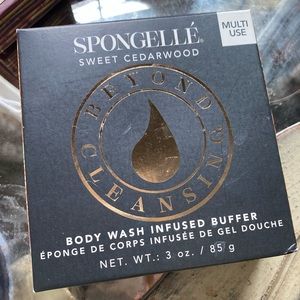 SPONGELLÉ®
SWEET CEDARWOOD
MULTI
USE
BEYOND
CLEANSING
BODY WASH INFUSED BUFFER
ÉPONGE DE CORPS INFUSÉE DE GEL DOUCHE
NET. WT.: 3 oz. / 85 g